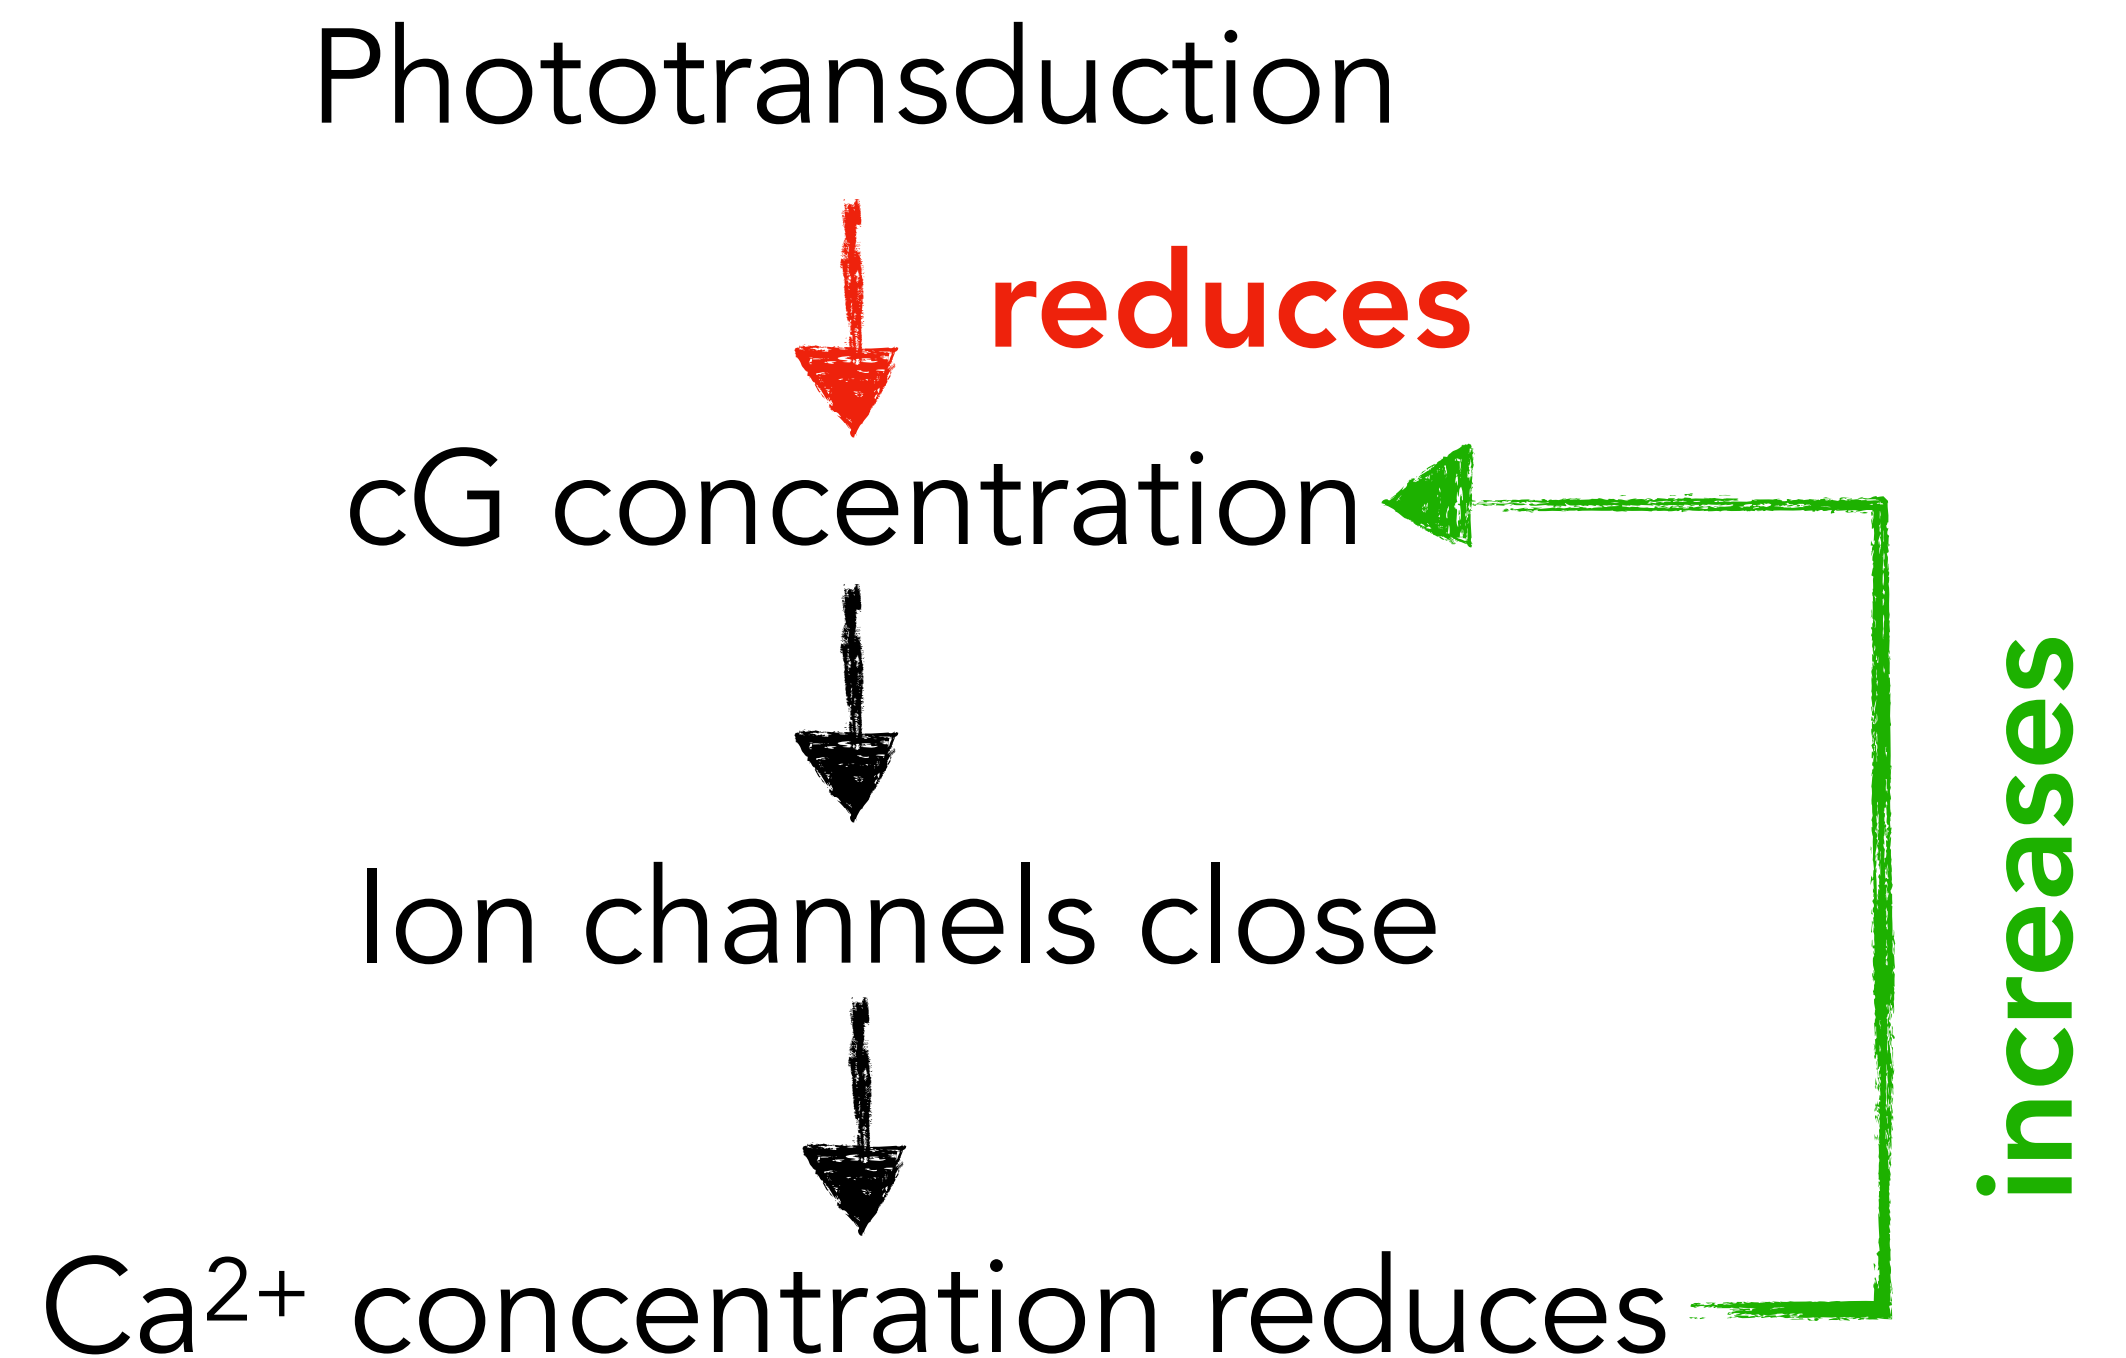 Phototransduction
reduces
cG concentration
Ion channels close
increases
Ca²⁺ concentration reduces